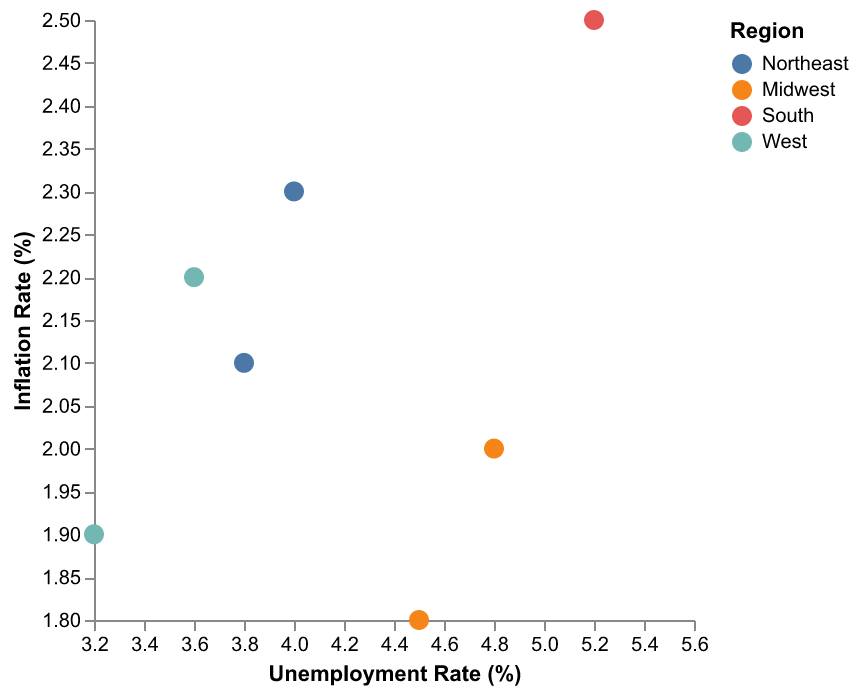 2.50
2.45
2.40
2.35
2.30
2.25
2.20
2.15
2.10
2.05
2.00
1.95
1.90
1.85
1.80
Inflation Rate (%)
3.2 3.4 3.6 3.8 4.0 4.2 4.4 4.6 4.8 5.0 5.2 5.4 5.6
Unemployment Rate (%)
Region
Northeast
Midwest
South
West